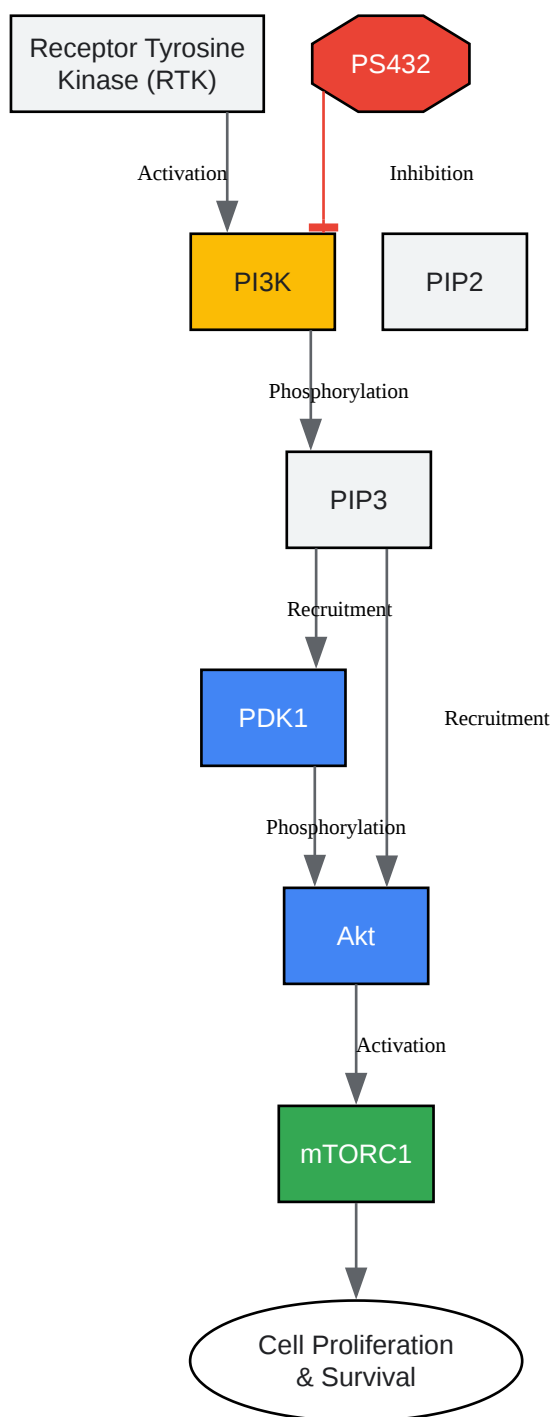 Receptor Tyrosine
Kinase (RTK)
PS432
Activation
Inhibition
PI3K
PIP2
Phosphorylation
PIP3
Recruitment
PDK1
Recruitment
Phosphorylation
Akt
Activation
mTORC1
Cell Proliferation
& Survival